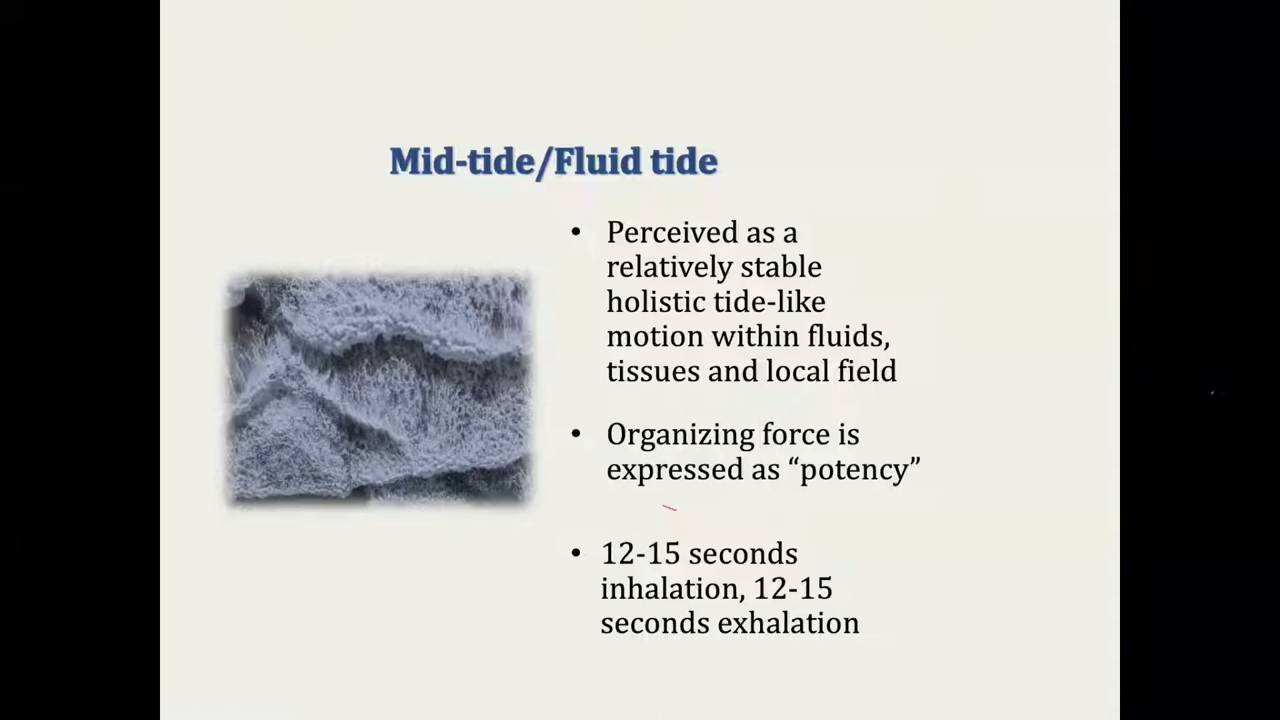 Mid-tide/Fluid tide
• Perceived as a
relatively stable
holistic tide-like
motion within fluids,
tissues and local field
• Organizing force is
expressed as “potency”
• 12-15 seconds
inhalation, 12-15
seconds exhalation